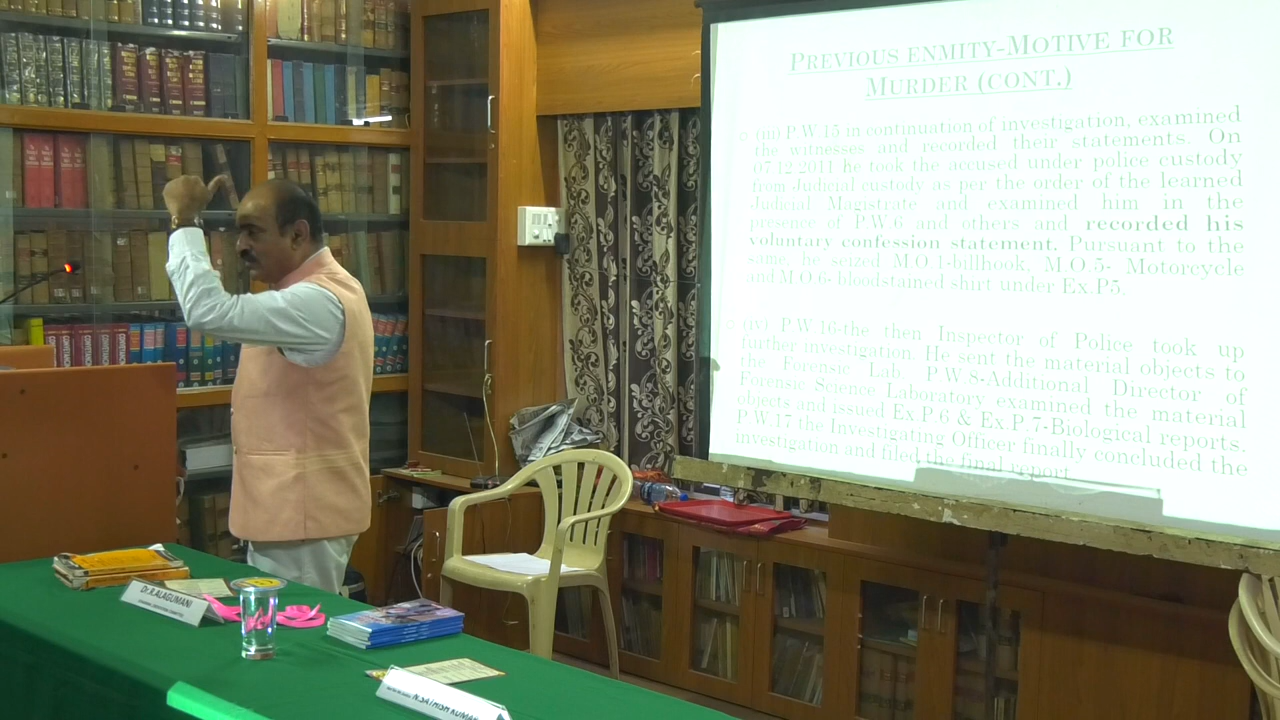 PREVIOUS ENMITY-MOTIVE FOR
MURDER (CONT.)
(iii) P.W.15 in continuation of investigation, examined
the witnesses and recorded their statements. On
07.12.2011 he took the accused under police custody
from Judicial custody as per the order of the learned
Judicial Magistrate and examined him in the
presence of P.W.6 and others and recorded his
voluntary confession statement. Pursuant to the
same, he seized M.O.1-billhook, M.O.5- Motorcycle
and M.O.6- bloodstained shirt under Ex.P5.
(iv) P.W.16-the then Inspector of Police took up
further investigation. He sent the material objects to
the Forensic Lab. P.W.8-Additional Director of
Forensic Science Laboratory examined the material
objects and issued Ex.P.6 & Ex.P.7-Biological reports.
P.W.17 the Investigating Officer finally concluded the
investigation and filed the final report.
Dr.R.ALAGUMANI
N.SATHISH KUMAR